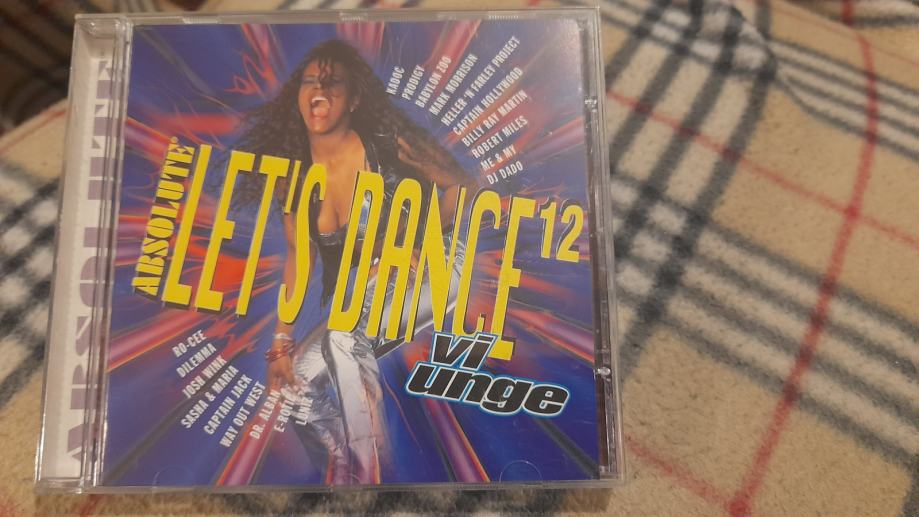 ABSOLUTE
KADOC
PRODIGY
BABYLON ZOO
MARK MORRISON
HELLER 'N FARLEY PROJECT
CAPTAIN HOLLYWOOD
BILLY RAY MARTIN
ROBERT MILES
ME & MY
DJ DADO
ABSOLUTE
LET'S DANCE 12
vi
unge
RO-CEE
DILEMMA
JOSH WINK
SASHA & MARIA
CAPTAIN JACK
WAY OUT WEST
DR. ALBAN